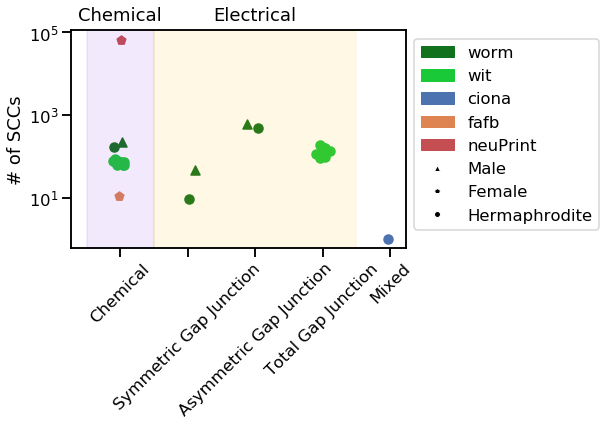 Chemical Electrical
10^5
10^3
10^1
# of SCCs
Chemical
Symmetric Gap Junction
Asymmetric Gap Junction
Total Gap Junction
Mixed
worm
wit
ciona
fafb
neuPrint
Male
Female
Hermaphrodite